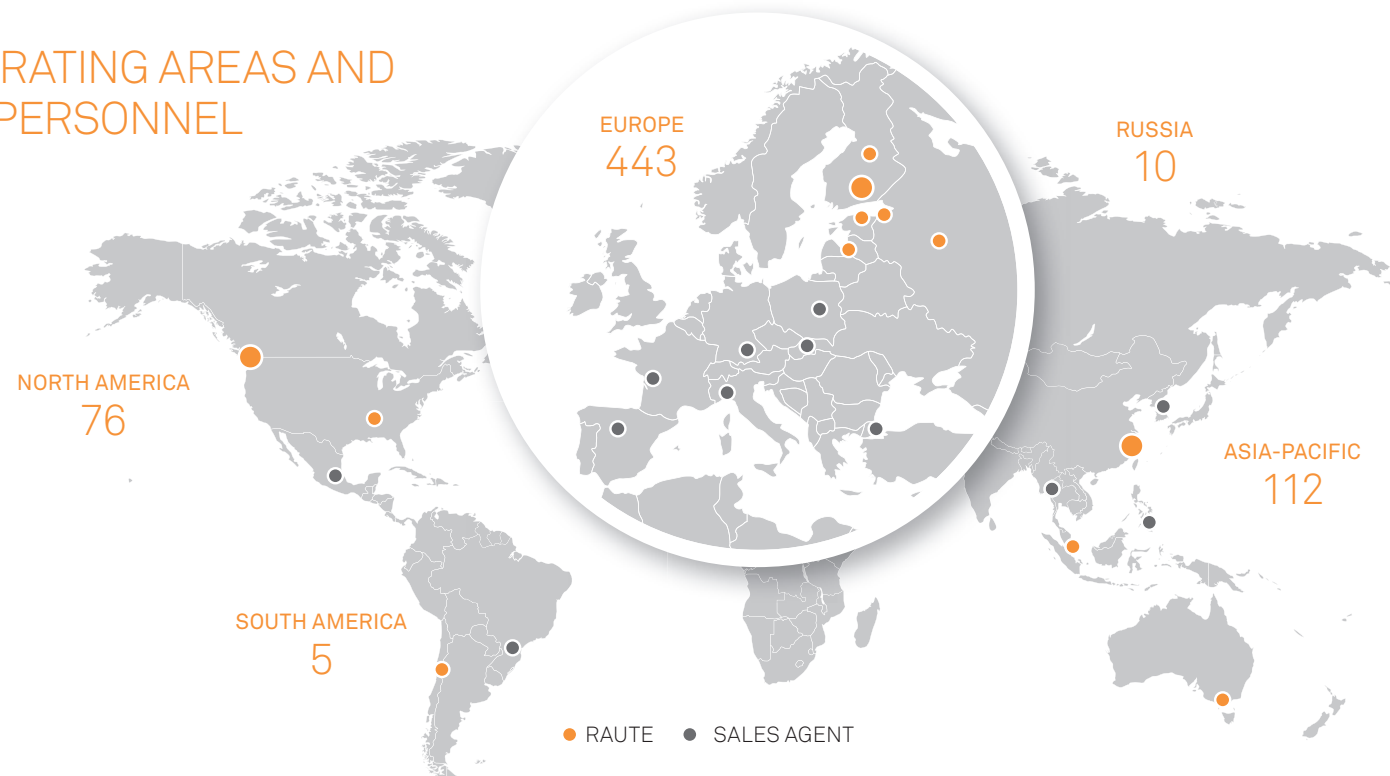 RATING AREAS AND
PERSONNEL
EUROPE
443
RUSSIA
10
NORTH AMERICA
76
ASIA-PACIFIC
112
SOUTH AMERICA
5
RAUTE
SALES AGENT